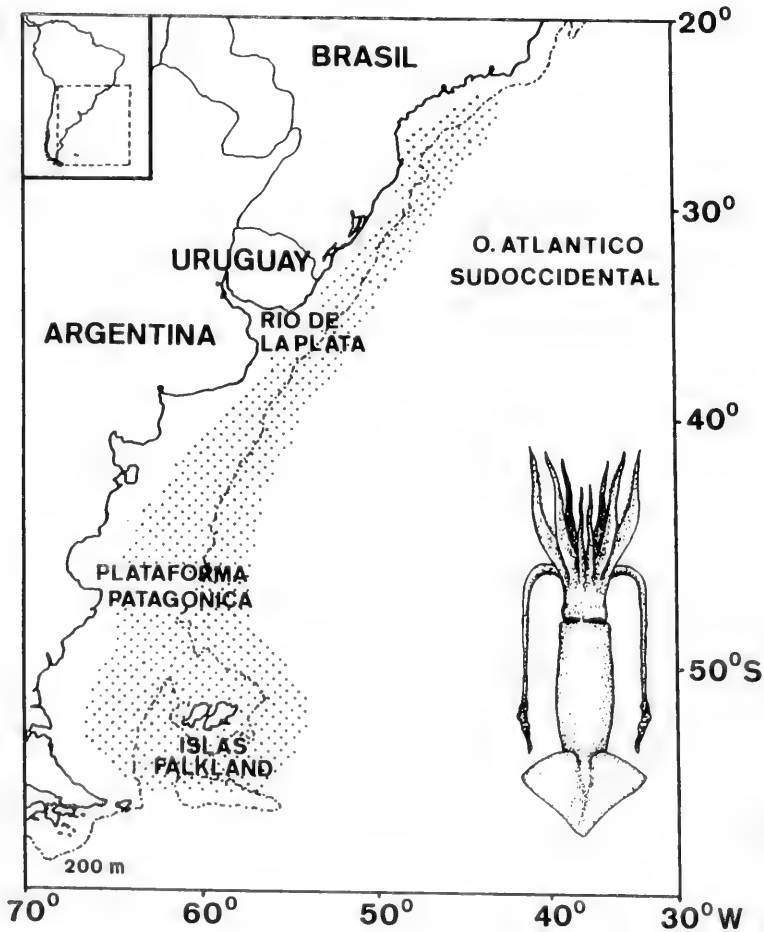 BRASIL
20°
30°
O. ATLANTICO
SUDOCCIDENTAL
URUGUAY
RIO DE
LA PLATA
ARGENTINA
40°
PLATAFORMA
PATAGONICA
50°S
ISLAS
FALKLAND
200 m
70° 60° 50° 40° 30°W